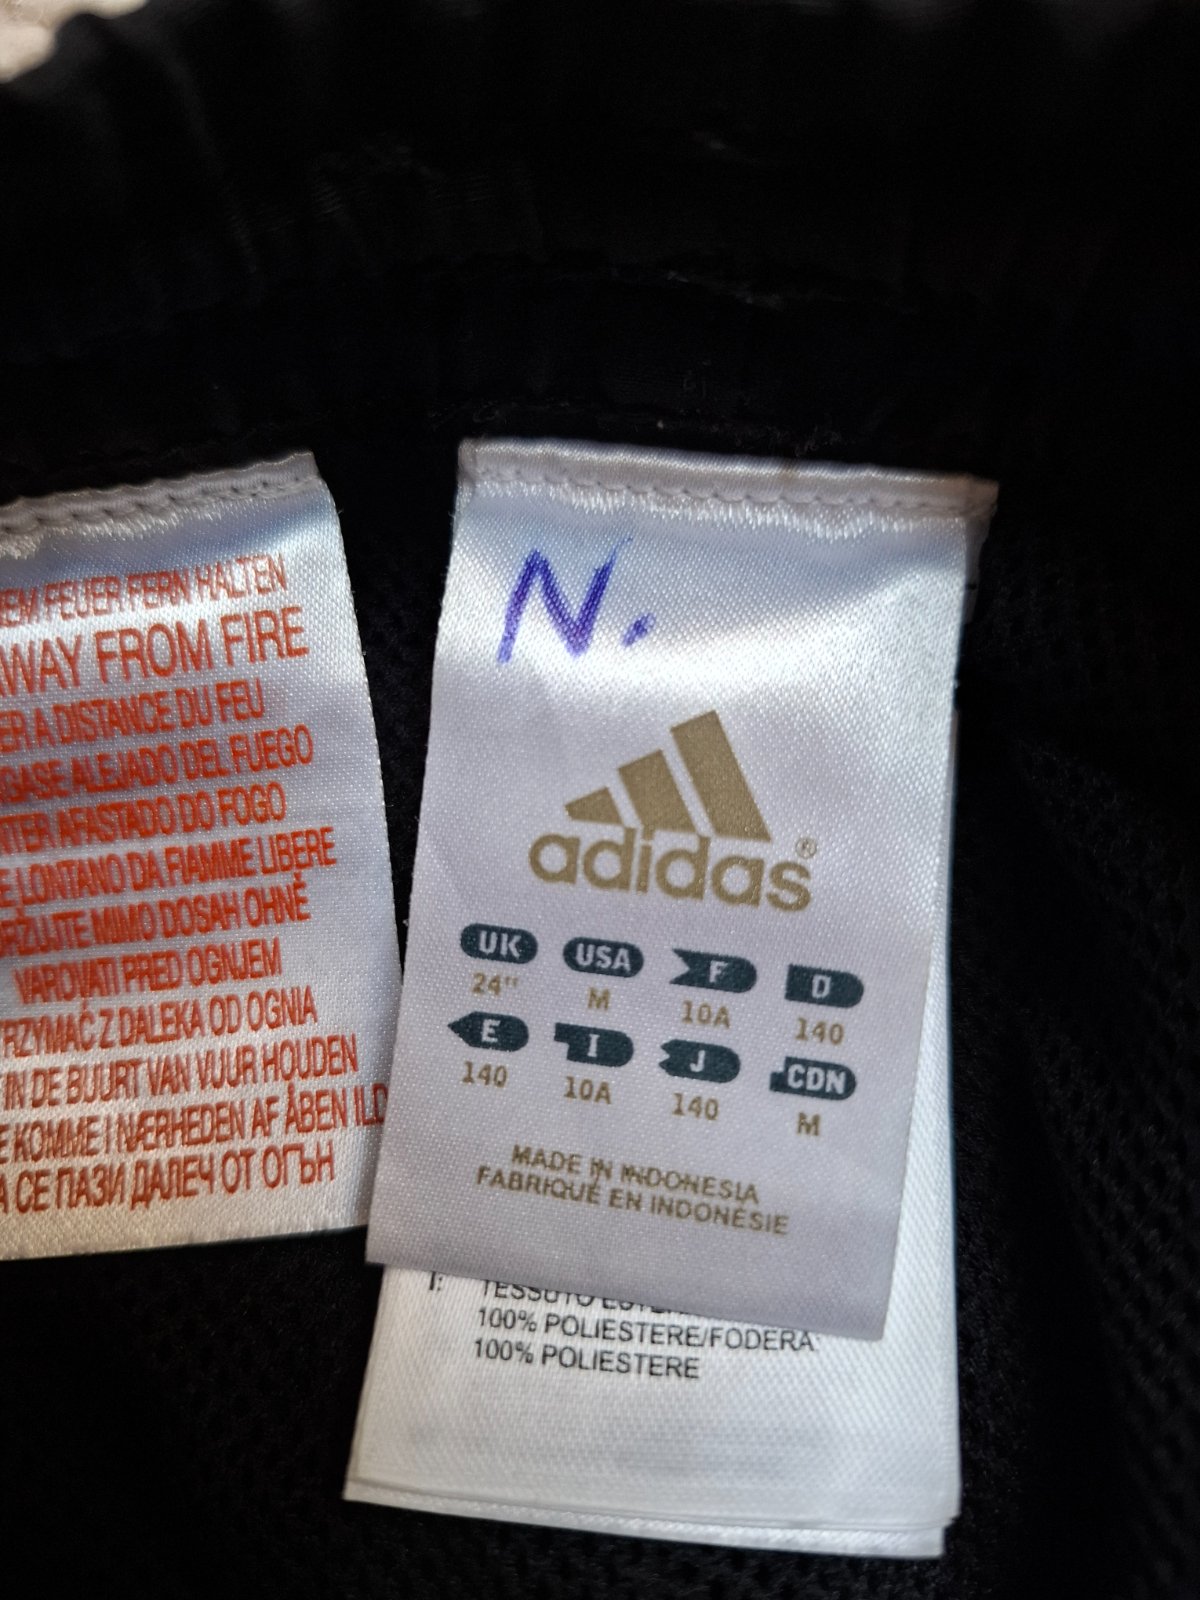 FEUER FERN HALTEN
AWAY FROM FIRE
A DISTANCE DU FEU
ALEJADO DEL FUEGO
AFASTADO DO FOGO
LONTANO DA FIAMME LIBERE
MIMO DOSAH OHNĚ
VAROVATI PRED OGNJEM
Z DALEKA OD OGNIA
IN DE BUURT VAN VUUR HOUDEN
KOMME I NÆRHEDEN AF ÅBEN ILD
СЕ ПАЗИ ДАЛЕЧ ОТ ОГЪН
N.
adidas®
UK USA F D
24" M 10A 140
E I J CDN
140 10A 140 M
MADE IN INDONESIA
FABRIQUÉ EN INDONÉSIE
I: TESSUTO
100% POLIESTERE/FODERA:
100% POLIESTERE